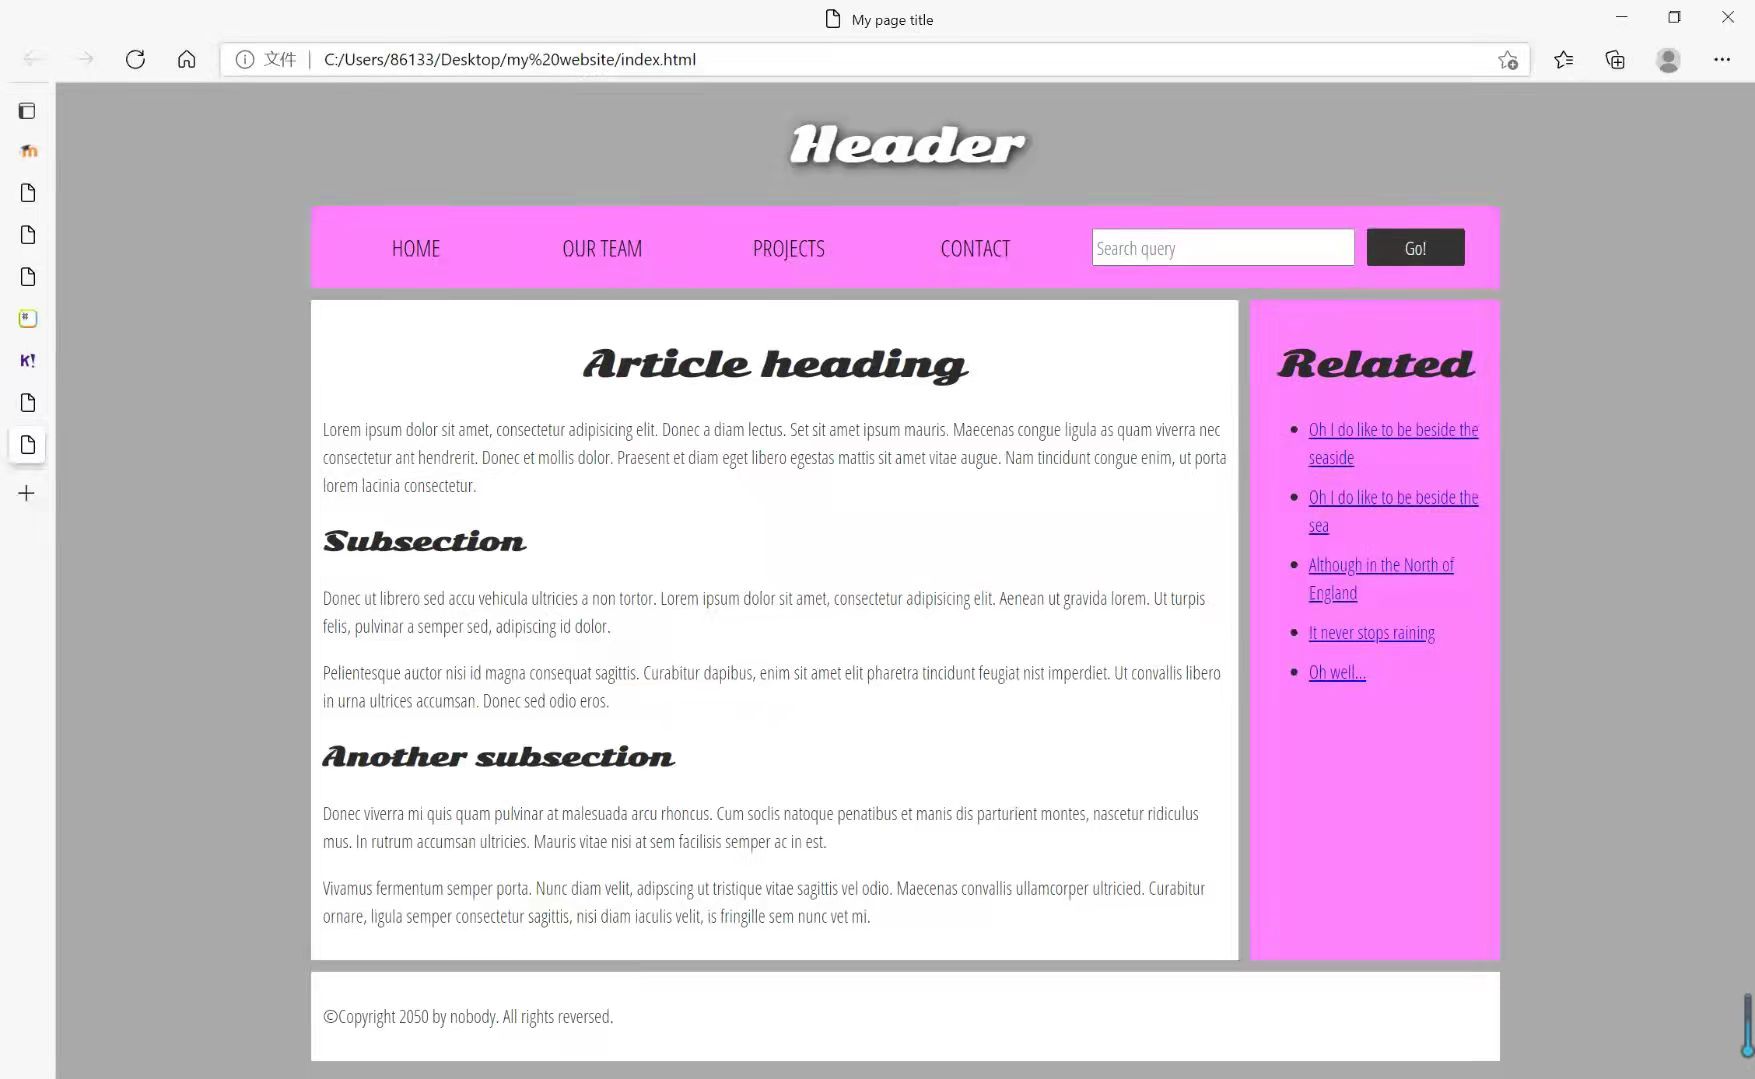 My page title
文件
C:/Users/86133/Desktop/my%20website/index.html
Header
HOME
OUR TEAM
PROJECTS
CONTACT
Search query
Go!
Article heading
Lorem ipsum dolor sit amet, consectetur adipisicing elit. Donec a diam lectus. Set sit amet ipsum mauris. Maecenas congue ligula as quam viverra nec
consectetur ant hendrerit. Donec et mollis dolor. Praesent et diam eget libero egestas mattis sit amet vitae augue. Nam tincidunt congue enim, ut porta
lorem lacinia consectetur.
Subsection
Donec ut librero sed accu vehicula ultricies a non tortor. Lorem ipsum dolor sit amet, consectetur adipisicing elit. Aenean ut gravida lorem. Ut turpis
felis, pulvinar a semper sed, adipiscing id dolor.
Pelientesque auctor nisi id magna consequat sagittis. Curabitur dapibus, enim sit amet elit pharetra tincidunt feugiat nist imperdiet. Ut convallis libero
in urna ultrices accumsan. Donec sed odio eros.
Another subsection
Donec viverra mi quis quam pulvinar at malesuada arcu rhoncus. Cum soclis natoque penatibus et manis dis parturient montes, nascetur ridiculus
mus. In rutrum accumsan ultricies. Mauris vitae nisi at sem facilisis semper ac in est.
Vivamus fermentum semper porta. Nunc diam velit, adipscing ut tristique vitae sagittis vel odio. Maecenas convallis ullamcorper ultricied. Curabitur
ornare, ligula semper consectetur sagittis, nisi diam iaculis velit, is fringille sem nunc vet mi.
Related
Oh I do like to be beside the
seaside
Oh I do like to be beside the
sea
Although in the North of
England
It never stops raining
Oh well...
©Copyright 2050 by nobody. All rights reversed.